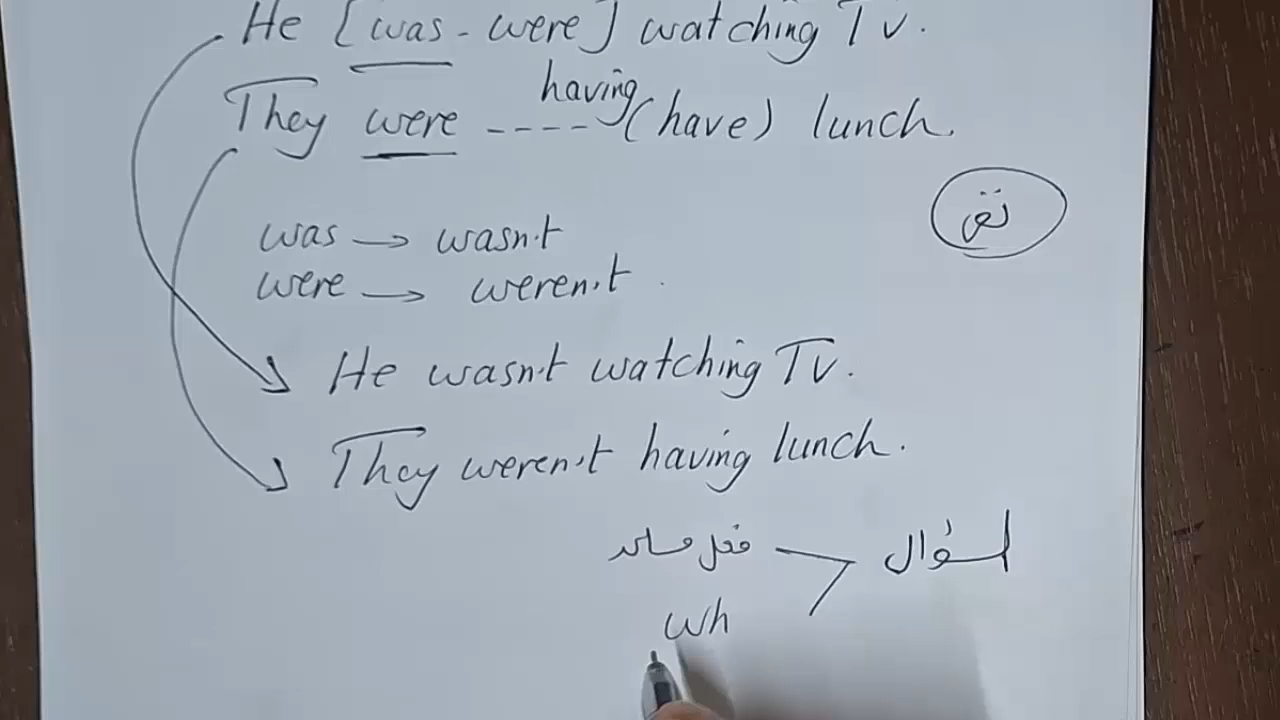 He [was - were] watching Tv.
having
They were ---- (have) lunch.
was → wasn't
were → weren't
He wasn't watching Tv.
They weren't having lunch.
السؤال
فعل مساعد
Wh